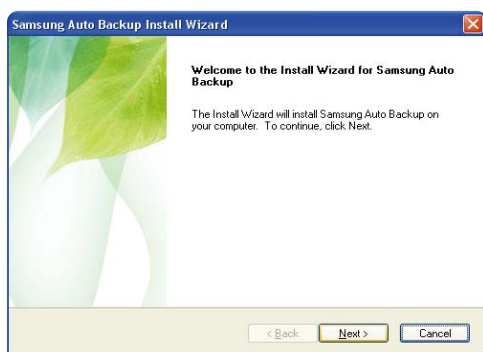 Samsung Auto Backup Install Wizard
Welcome to the Install Wizard for Samsung Auto
Backup
The Install Wizard will install Samsung Auto Backup on
your computer. To continue, click Next.
< Back
Next >
Cancel